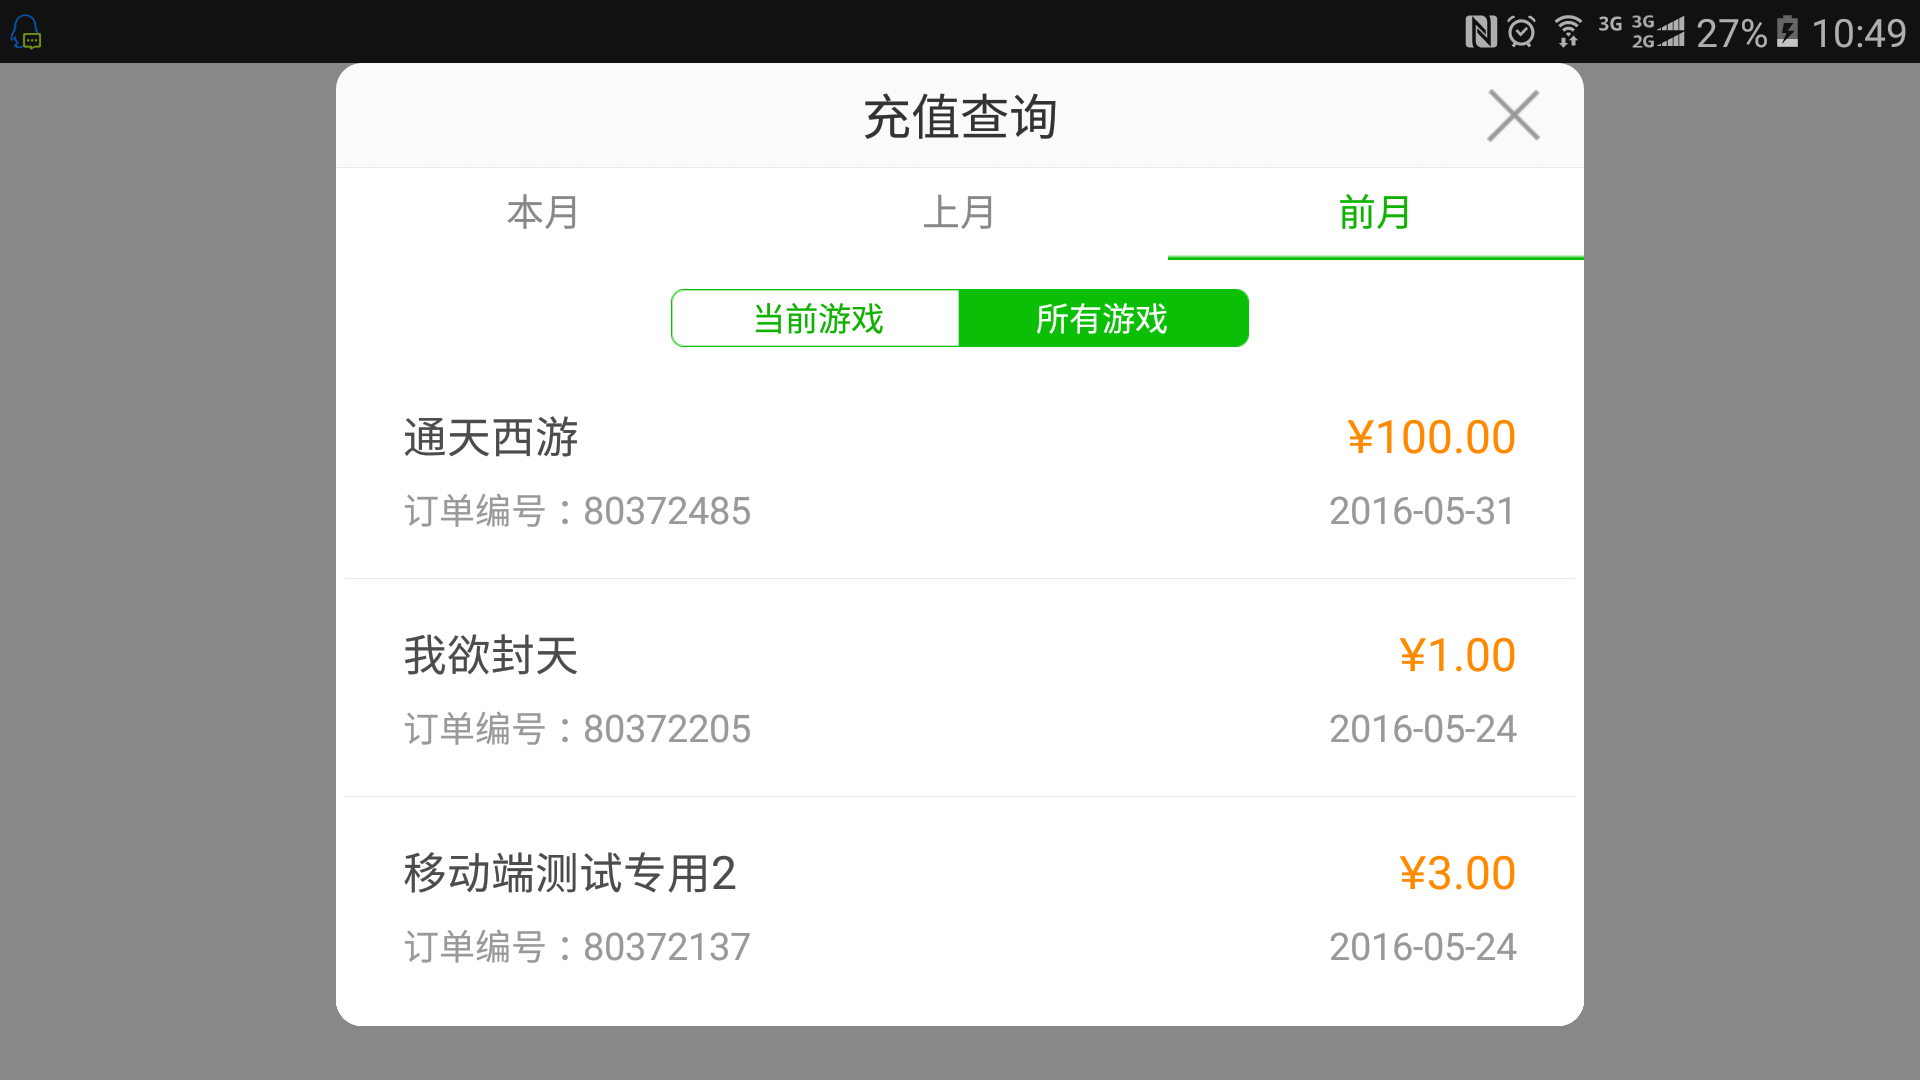 3G 3G 2G 27% 10:49
充值查询
本月 上月 前月
当前游戏 所有游戏
通天西游 ¥100.00
订单编号：80372485 2016-05-31
我欲封天 ¥1.00
订单编号：80372205 2016-05-24
移动端测试专用2 ¥3.00
订单编号：80372137 2016-05-24